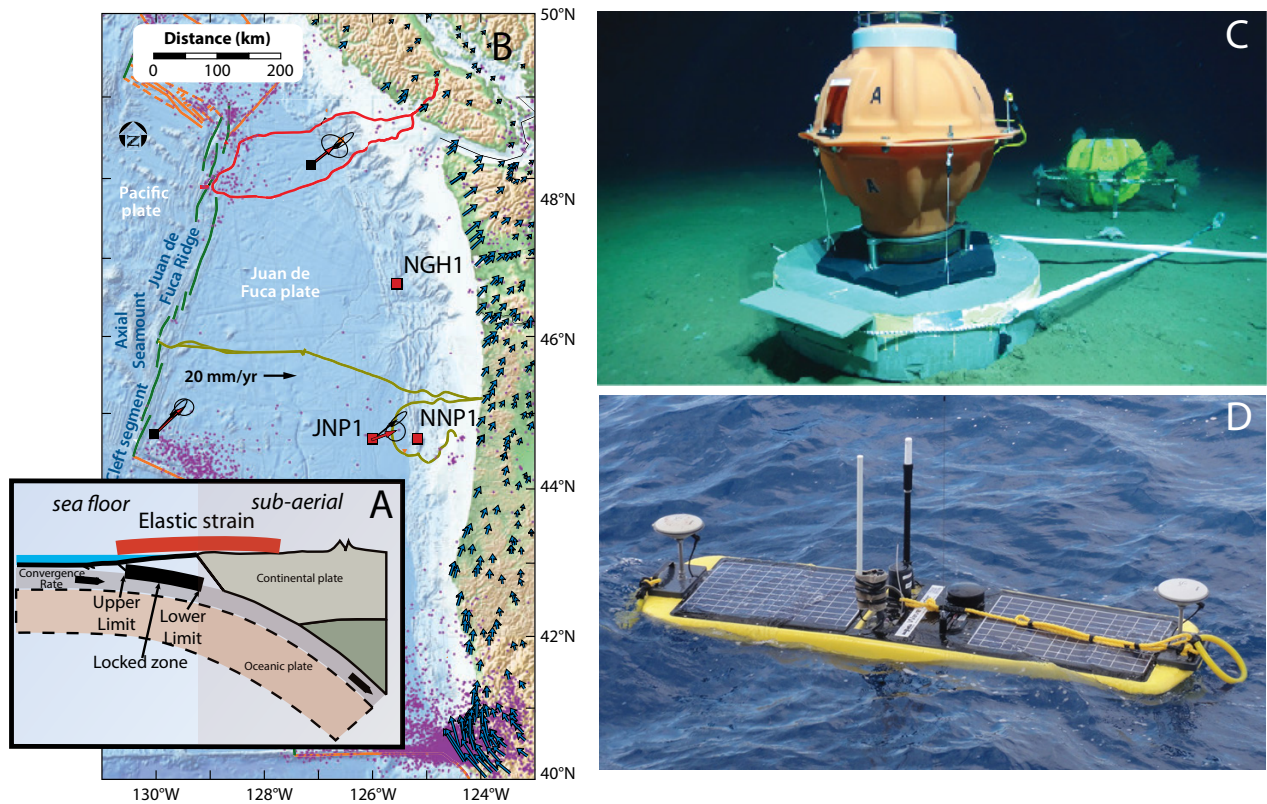 50°N
Distance (km)
0 100 200
B
N
Pacific
plate
48°N
Juan de
Fuca Ridge
Juan de
Fuca plate
NGH1
Axial
Seamount
46°N
20 mm/yr
JNP1
NNP1
Cleft segment
44°N
42°N
40°N
130°W 128°W 126°W 124°W
sea floor
sub-aerial
A
Elastic strain
Convergence
Rate
Continental plate
Upper
Limit
Lower
Limit
Locked zone
Oceanic plate
C
A
A
D